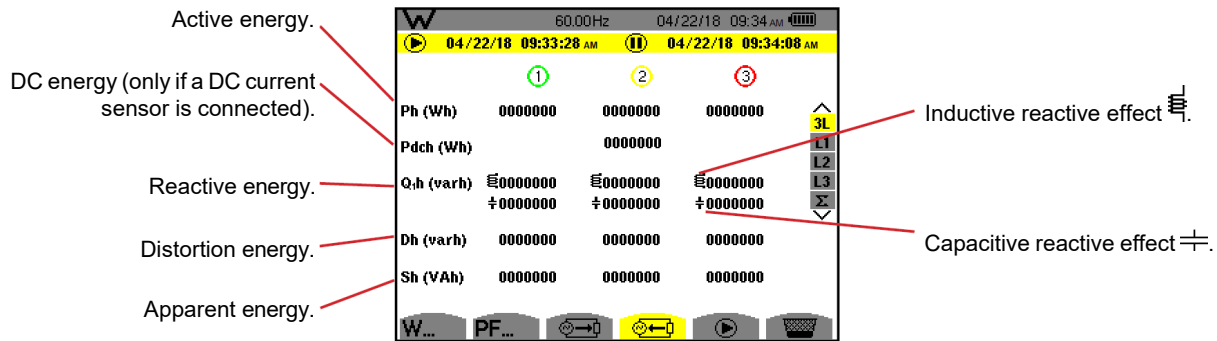 Active energy.
DC energy (only if a DC current
sensor is connected).
Reactive energy.
Distortion energy.
Apparent energy.
W 60.00Hz 04/22/18 09:34 AM
04/22/18 09:33:28 AM 04/22/18 09:34:08 AM
1 2 3
Ph (Wh) 0000000 0000000 0000000
Pdch (Wh) 0000000
Q₁h (varh) 0000000 0000000 0000000
0000000 0000000 0000000
Dh (varh) 0000000 0000000 0000000
Sh (VAh) 0000000 0000000 0000000
3L
L1
L2
L3
Σ
W... PF...
Inductive reactive effect .
Capacitive reactive effect .